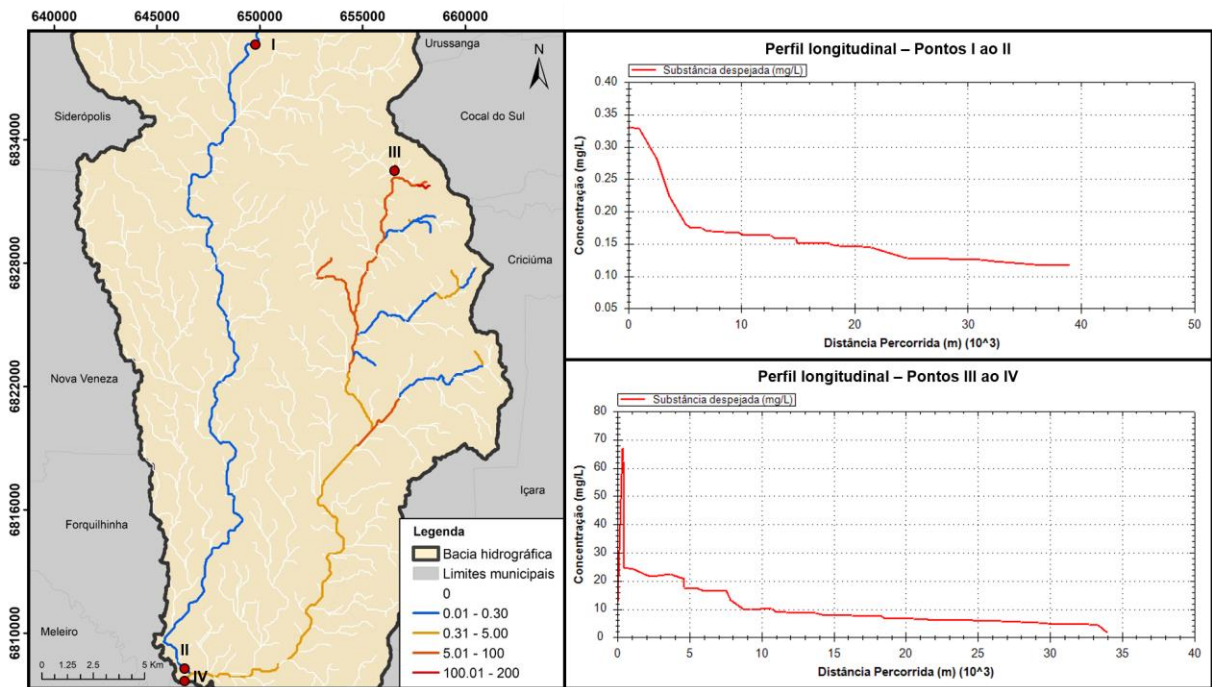 640000 645000 650000 655000 660000
6834000
6828000
6822000
6816000
6810000
Urussanga
I
N
Siderópolis
Cocal do Sul
III
Criciúma
Nova Veneza
Içara
Forquilhinha
Meleiro
II
IV
0 1.25 2.5 5 Km
Legenda
Bacia hidrográfica
Limites municipais
0
0.01 - 0.30
0.31 - 5.00
5.01 - 100
100.01 - 200
Perfil longitudinal – Pontos I ao II
Substância despejada (mg/L)
Concentração (mg/L)
0.40
0.35
0.30
0.25
0.20
0.15
0.10
0.05
0 10 20 30 40 50
Distância Percorrida (m) (10^3)
Perfil longitudinal – Pontos III ao IV
Substância despejada (mg/L)
Concentração (mg/L)
80
70
60
50
40
30
20
10
0
0 5 10 15 20 25 30 35 40
Distância Percorrida (m) (10^3)